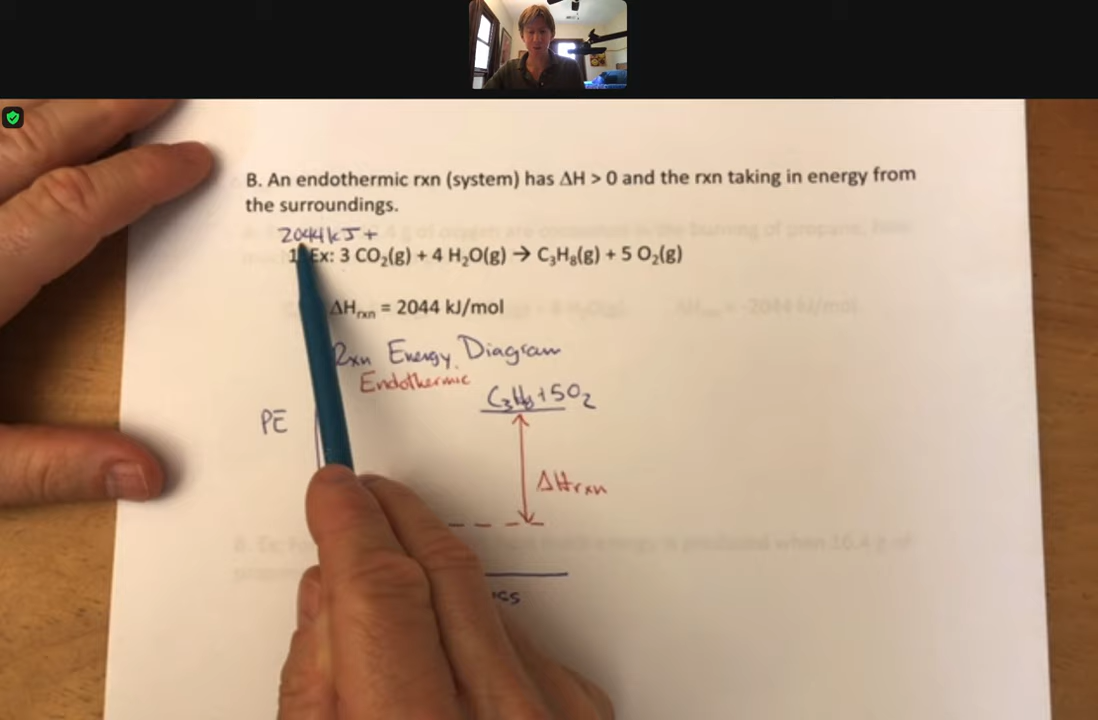 B. An endothermic rxn (system) has ΔH > 0 and the rxn taking in energy from
the surroundings.
2044 kJ +
1. Ex: 3 CO₂(g) + 4 H₂O(g) → C₃H₈(g) + 5 O₂(g)
ΔHrxn = 2044 kJ/mol
Rxn Energy Diagram
Endothermic
C₃H₈ + 5O₂
PE
ΔHrxn